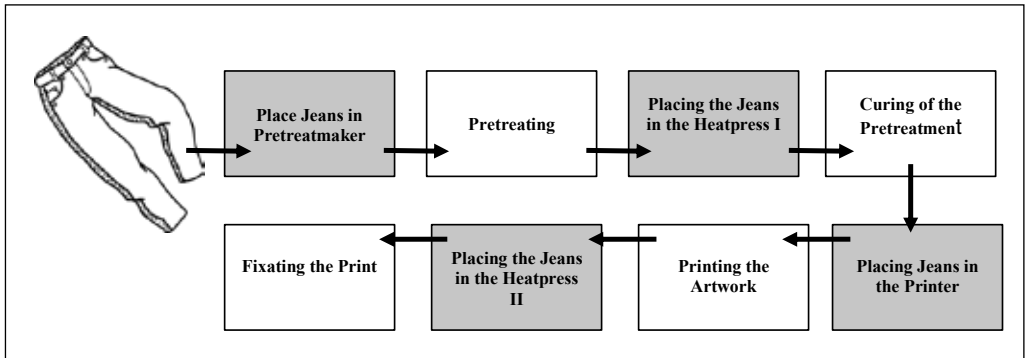 Place Jeans in
Pretreatmaker
Pretreating
Placing the Jeans
in the Heatpress I
Curing of the
Pretreatment
Placing Jeans in
the Printer
Printing the
Artwork
Placing the Jeans
in the Heatpress
II
Fixating the Print